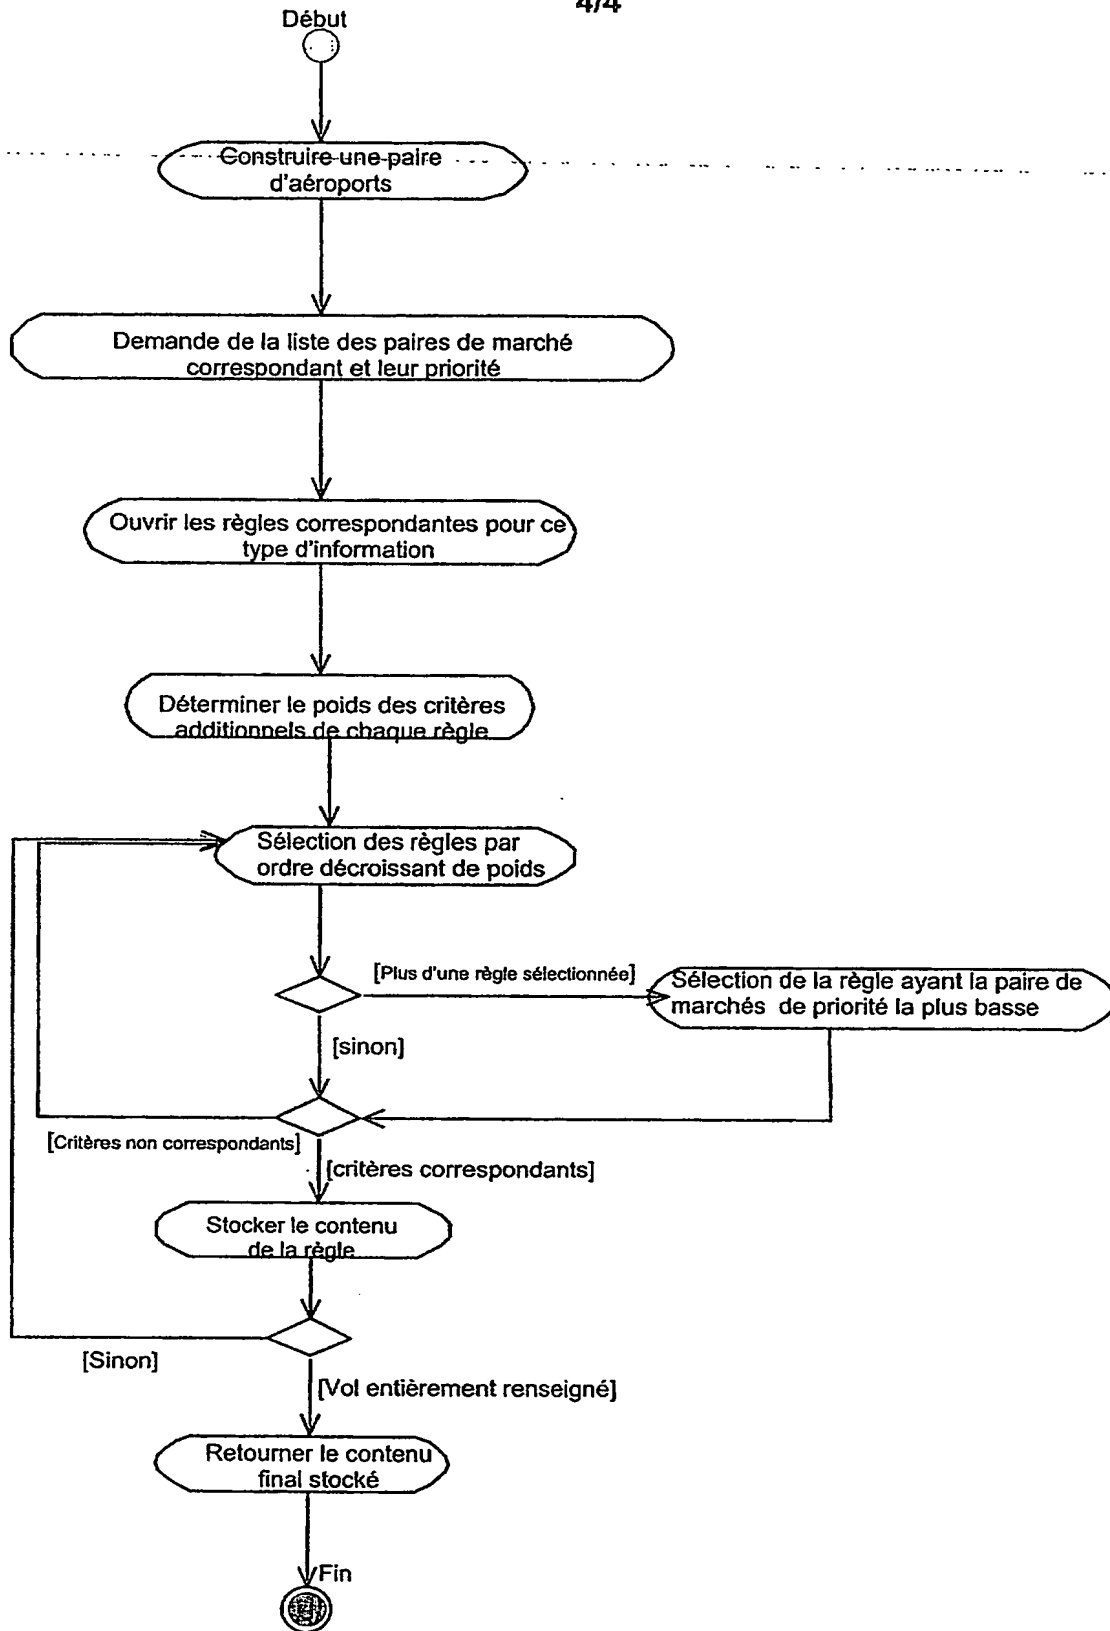 4/4
Début
Construire une paire
d'aéroports
Demande de la liste des paires de marché
correspondant et leur priorité
Ouvrir les règles correspondantes pour ce
type d'information
Déterminer le poids des critères
additionnels de chaque règle
Sélection des règles par
ordre décroissant de poids
[Plus d'une règle sélectionnée]
Sélection de la règle ayant la paire de
marchés de priorité la plus basse
[sinon]
[Critères non correspondants]
[critères correspondants]
Stocker le contenu
de la règle
[Sinon]
[Vol entièrement renseigné]
Retourner le contenu
final stocké
Fin